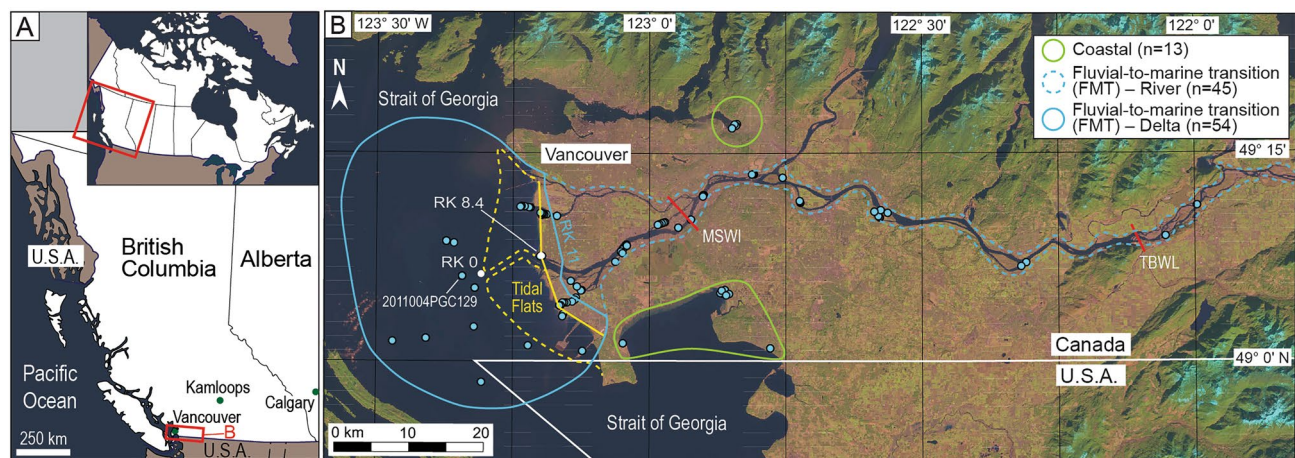 A
British
Columbia
Alberta
U.S.A.
Pacific
Ocean
Kamloops
Calgary
Vancouver
B
250 km
U.S.A.
B
123° 30' W
123° 0'
122° 30'
122° 0'
N
Strait of Georgia
Coastal (n=13)
Fluvial-to-marine transition
(FMT) – River (n=45)
Fluvial-to-marine transition
(FMT) – Delta (n=54)
49° 15'
Vancouver
RK 8.4
RK 11
MSWI
RK 0
TBWL
2011004PGC129
Tidal
Flats
Canada
49° 0' N
U.S.A.
Strait of Georgia
0 km
10
20